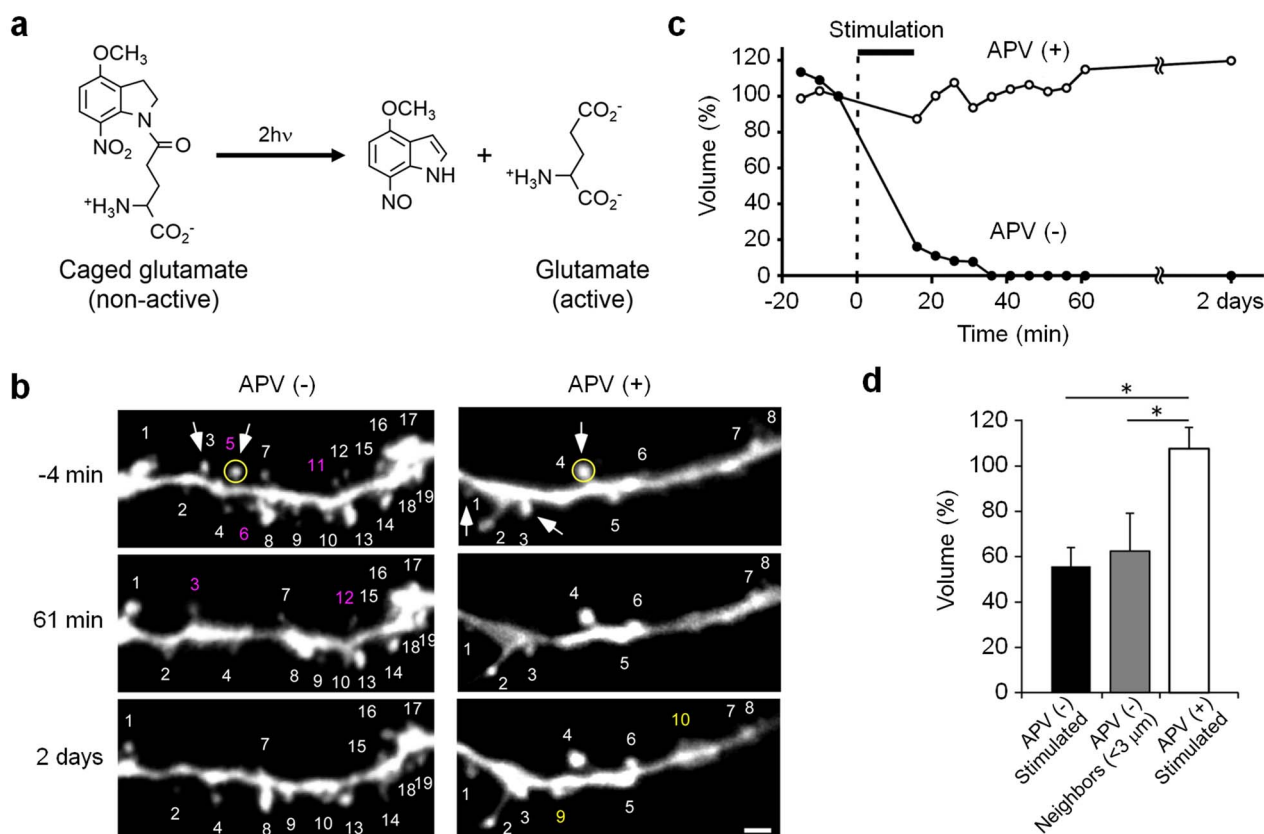 a
OCH3
NO2
N
O
+H3N
CO2-
Caged glutamate
(non-active)
2hν
OCH3
NH
NO
+
CO2-
+H3N
CO2-
Glutamate
(active)
b
APV (-)
APV (+)
-4 min
1
3
5
7
11
12
15
16
17
2
4
6
8
9
10
13
14
18
19
4
6
7
8
1
2
3
5
61 min
1
3
7
12
15
16
17
2
4
8
9
10
13
14
18
19
4
6
7
8
1
2
3
5
2 days
1
7
15
16
17
2
4
8
9
10
13
14
18
19
4
6
10
7
8
1
2
3
9
5
c
Stimulation
APV (+)
APV (-)
Volume (%)
120
100
80
60
40
20
0
-20 0 20 40 60 2 days
Time (min)
d
* 
*
Volume (%)
120
100
80
60
40
20
0
APV (-)
Stimulated
APV (-)
Neighbors (<3 μm)
APV (+)
Stimulated